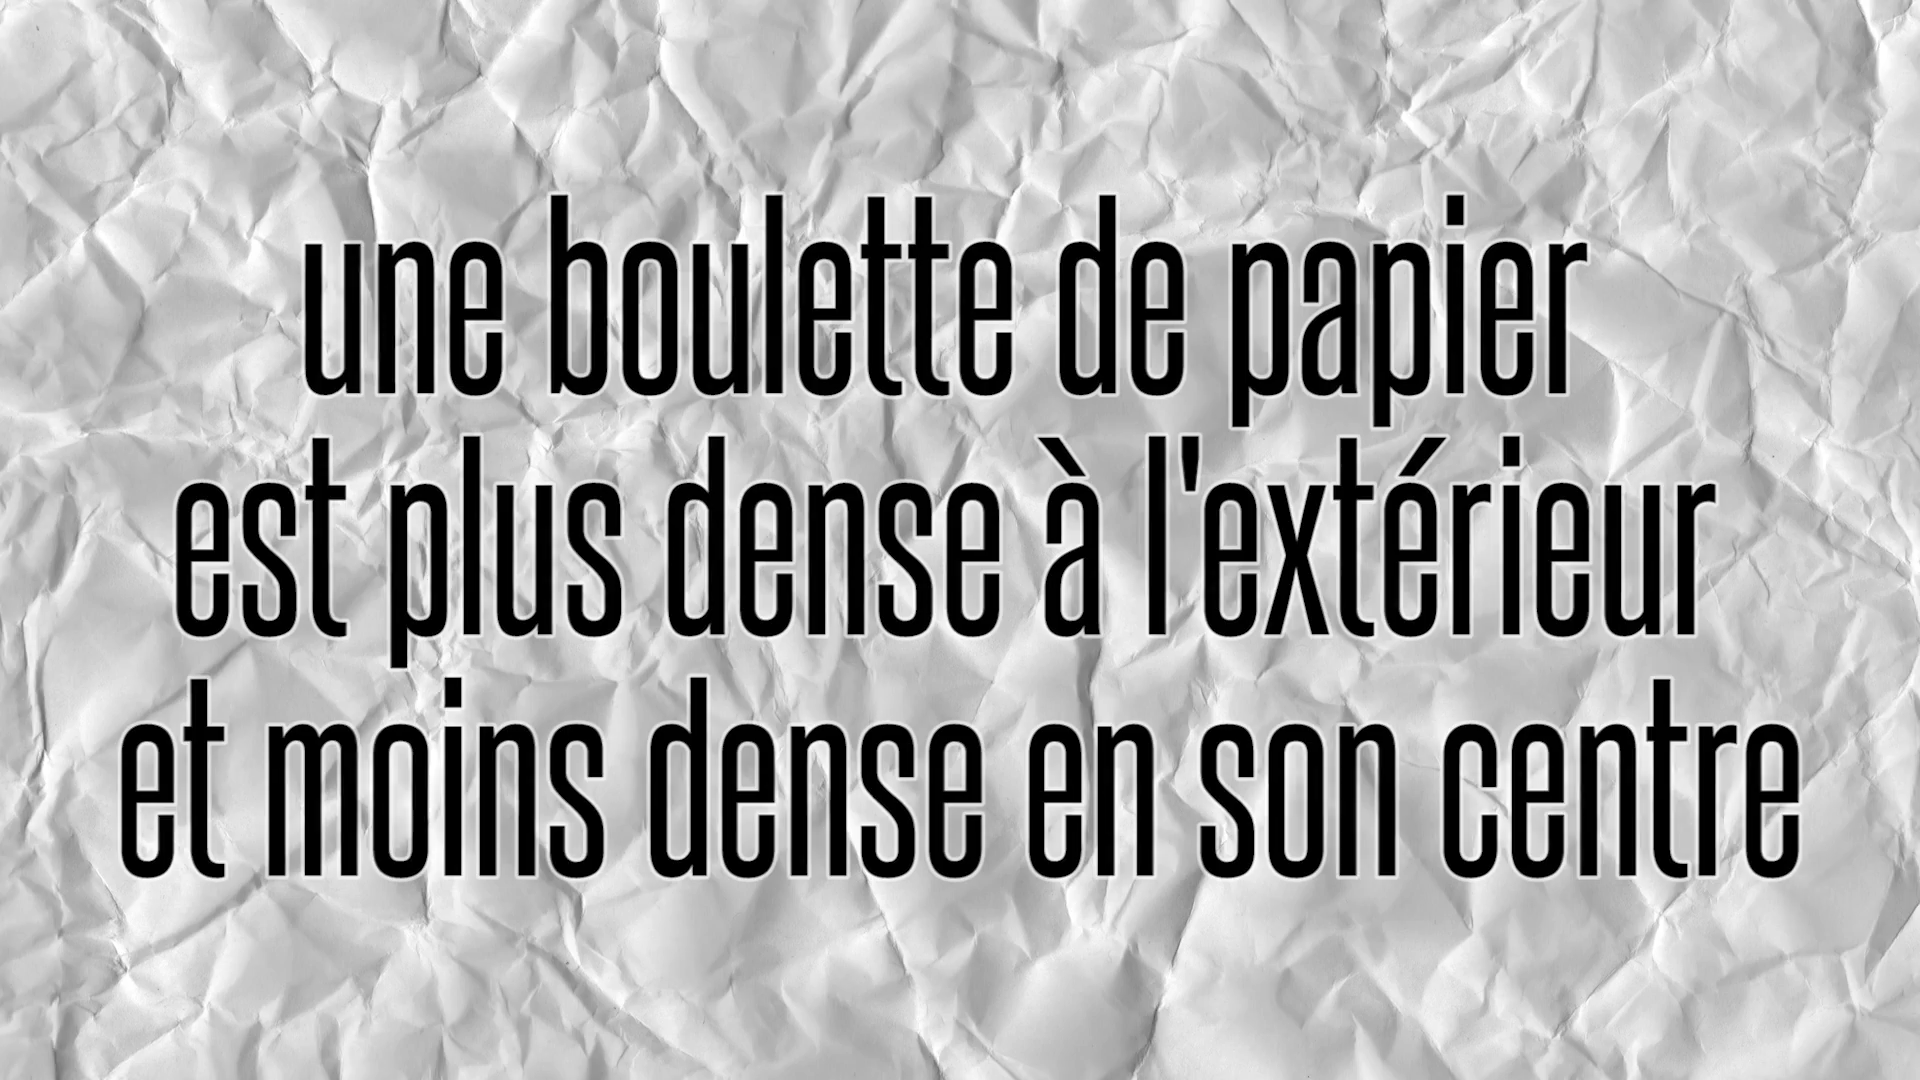 une boulette de papier
est plus dense à l'extérieur
et moins dense en son centre